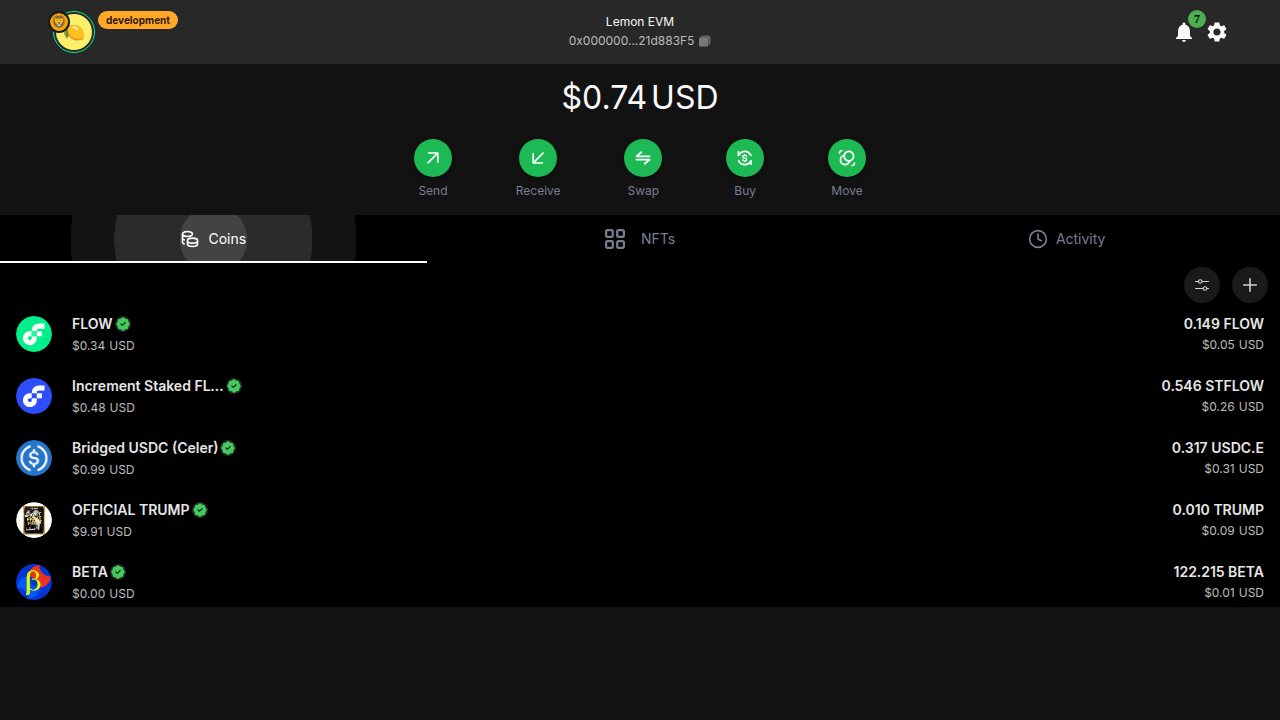 development
Lemon EVM
0x000000...21d883F5
7
$0.74 USD
Send
Receive
Swap
Buy
Move
Coins
NFTs
Activity
FLOW
$0.34 USD
0.149 FLOW
$0.05 USD
Increment Staked FL...
$0.48 USD
0.546 STFLOW
$0.26 USD
Bridged USDC (Celer)
$0.99 USD
0.317 USDC.E
$0.31 USD
OFFICIAL TRUMP
$9.91 USD
0.010 TRUMP
$0.09 USD
BETA
$0.00 USD
122.215 BETA
$0.01 USD